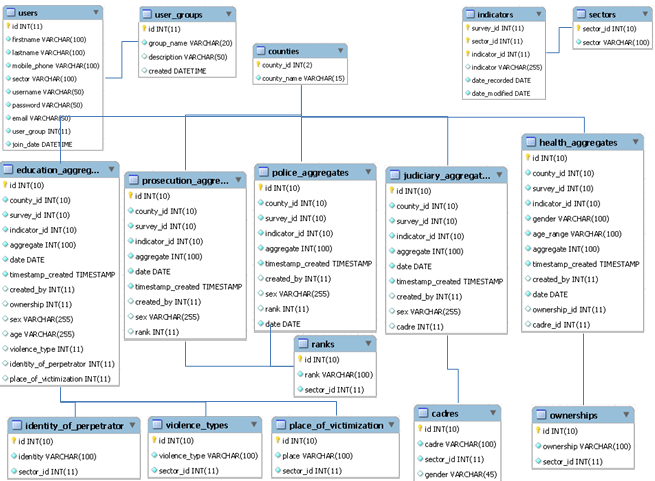 users
id INT(11)
firstname VARCHAR(100)
lastname VARCHAR(100)
mobile_phone VARCHAR(100)
sector VARCHAR(100)
username VARCHAR(50)
password VARCHAR(50)
email VARCHAR(50)
user_group INT(11)
join_date DATETIME
user_groups
id INT(11)
group_name VARCHAR(20)
description VARCHAR(50)
created DATETIME
counties
county_id INT(2)
county_name VARCHAR(15)
indicators
survey_id INT(11)
sector_id INT(11)
indicator_id INT(11)
indicator VARCHAR(255)
date_recorded DATE
date_modified DATE
sectors
sector_id INT(10)
sector VARCHAR(100)
education_aggreg...
id INT(10)
county_id INT(10)
survey_id INT(10)
indicator_id INT(10)
aggregate INT(100)
date DATE
timestamp_created TIMESTAMP
created_by INT(11)
ownership INT(11)
sex VARCHAR(255)
age VARCHAR(255)
violence_type INT(11)
identity_of_perpetrator INT(11)
place_of_victimization INT(11)
prosecution_aggre...
id INT(10)
county_id INT(10)
survey_id INT(10)
indicator_id INT(10)
aggregate INT(100)
date DATE
timestamp_created TIMESTAMP
created_by INT(11)
sex VARCHAR(255)
rank INT(11)
police_aggregates
id INT(10)
county_id INT(10)
survey_id INT(10)
indicator_id INT(10)
aggregate INT(100)
timestamp_created TIMESTAMP
created_by INT(11)
sex VARCHAR(255)
rank INT(11)
date DATE
judiciary_aggregat...
id INT(10)
county_id INT(10)
survey_id INT(10)
indicator_id INT(10)
aggregate INT(100)
date DATE
timestamp_created TIMESTAMP
created_by INT(11)
sex VARCHAR(255)
cadre INT(11)
health_aggregates
id INT(10)
county_id INT(10)
survey_id INT(10)
indicator_id INT(10)
gender VARCHAR(100)
age_range VARCHAR(100)
aggregate INT(100)
timestamp_created TIMESTAMP
created_by INT(11)
date DATE
ownership_id INT(11)
cadre_id INT(11)
ranks
id INT(10)
rank VARCHAR(100)
sector_id INT(11)
identity_of_perpetrator
id INT(10)
identity VARCHAR(100)
sector_id INT(11)
violence_types
id INT(10)
violence_type VARCHAR(100)
sector_id INT(11)
place_of_victimization
id INT(10)
place VARCHAR(100)
sector_id INT(11)
cadres
id INT(10)
cadre VARCHAR(100)
sector_id INT(11)
gender VARCHAR(45)
ownerships
id INT(10)
ownership VARCHAR(100)
sector_id INT(11)